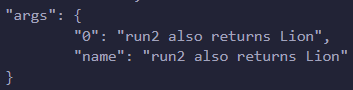 "args": {
"0": "run2 also returns Lion",
"name": "run2 also returns Lion"
}